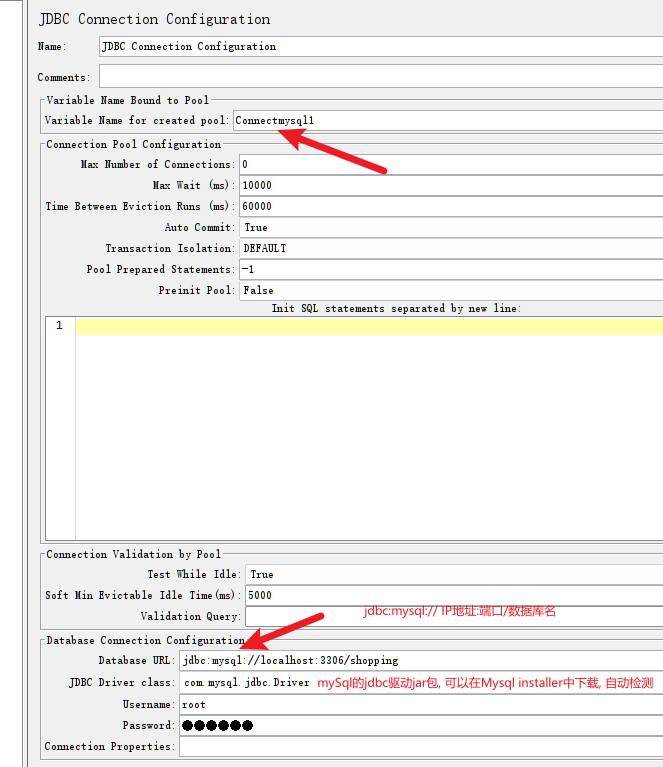 JDBC Connection Configuration
Name: JDBC Connection Configuration
Comments:
Variable Name Bound to Pool
Variable Name for created pool: Connectmysql1
Connection Pool Configuration
Max Number of Connections: 0
Max Wait (ms): 10000
Time Between Eviction Runs (ms): 60000
Auto Commit: True
Transaction Isolation: DEFAULT
Pool Prepared Statements: -1
Preinit Pool: False
Init SQL statements separated by new line:
1
Connection Validation by Pool
Test While Idle: True
Soft Min Evictable Idle Time(ms): 5000
jdbc:mysql:// IP地址:端口/数据库名
Validation Query:
Database Connection Configuration
Database URL: jdbc:mysql://localhost:3306/shopping
JDBC Driver class: com.mysql.jdbc.Driver mySql的jdbc驱动jar包, 可以在Mysql installer中下载, 自动检测
Username: root
Password: ●●●●●●
Connection Properties: